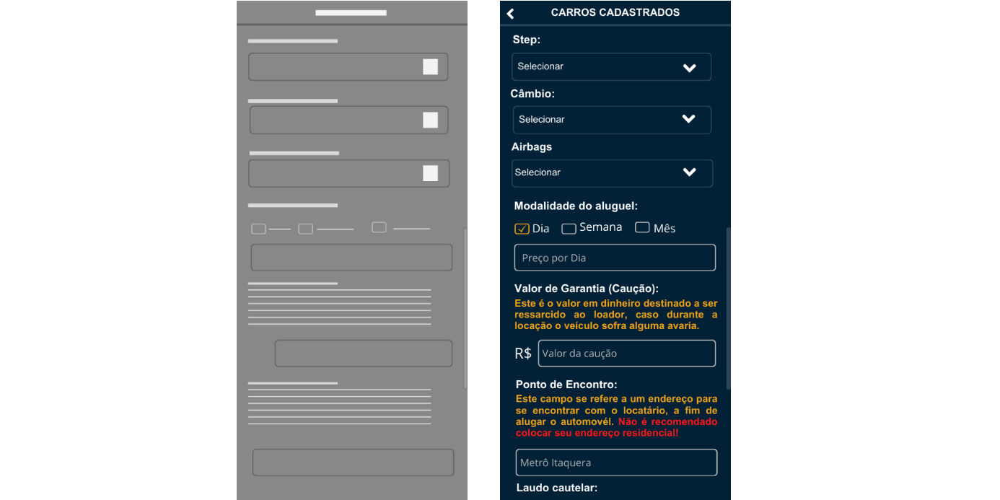 CARROS CADASTRADOS
Step:
Selecionar
Câmbio:
Selecionar
Airbags
Selecionar
Modalidade do aluguel:
Dia Semana Mês
Preço por Dia
Valor de Garantia (Caução):
Este é o valor em dinheiro destinado a ser
ressarcido ao loador, caso durante a
locação o veículo sofra alguma avaria.
R$ Valor da caução
Ponto de Encontro:
Este campo se refere a um endereço para
se encontrar com o locatário, a fim de
alugar o automovél. Não é recomendado
colocar seu endereço residencial!
Metrô Itaquera
Laudo cautelar: